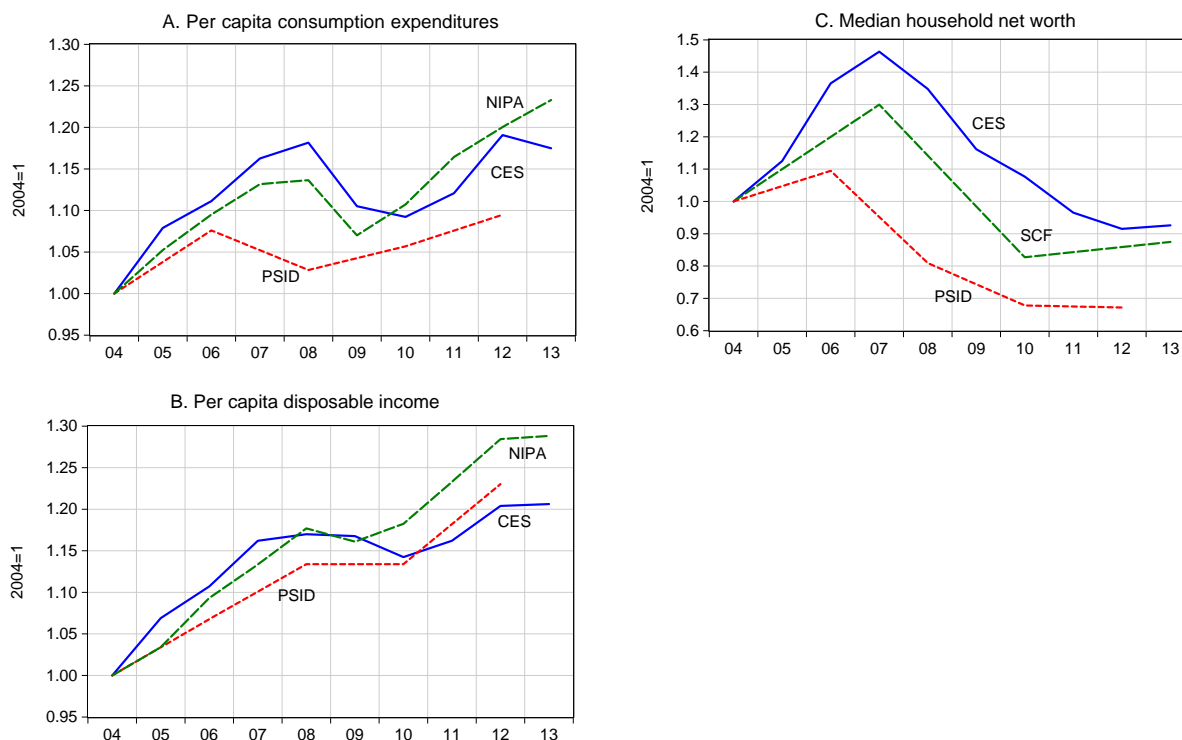 A. Per capita consumption expenditures
1.30
1.25
1.20
1.15
1.10
1.05
1.00
0.95
2004=1
NIPA
CES
PSID
04 05 06 07 08 09 10 11 12 13
C. Median household net worth
1.5
1.4
1.3
1.2
1.1
1.0
0.9
0.8
0.7
0.6
2004=1
CES
SCF
PSID
04 05 06 07 08 09 10 11 12 13
B. Per capita disposable income
1.30
1.25
1.20
1.15
1.10
1.05
1.00
0.95
2004=1
NIPA
CES
PSID
04 05 06 07 08 09 10 11 12 13